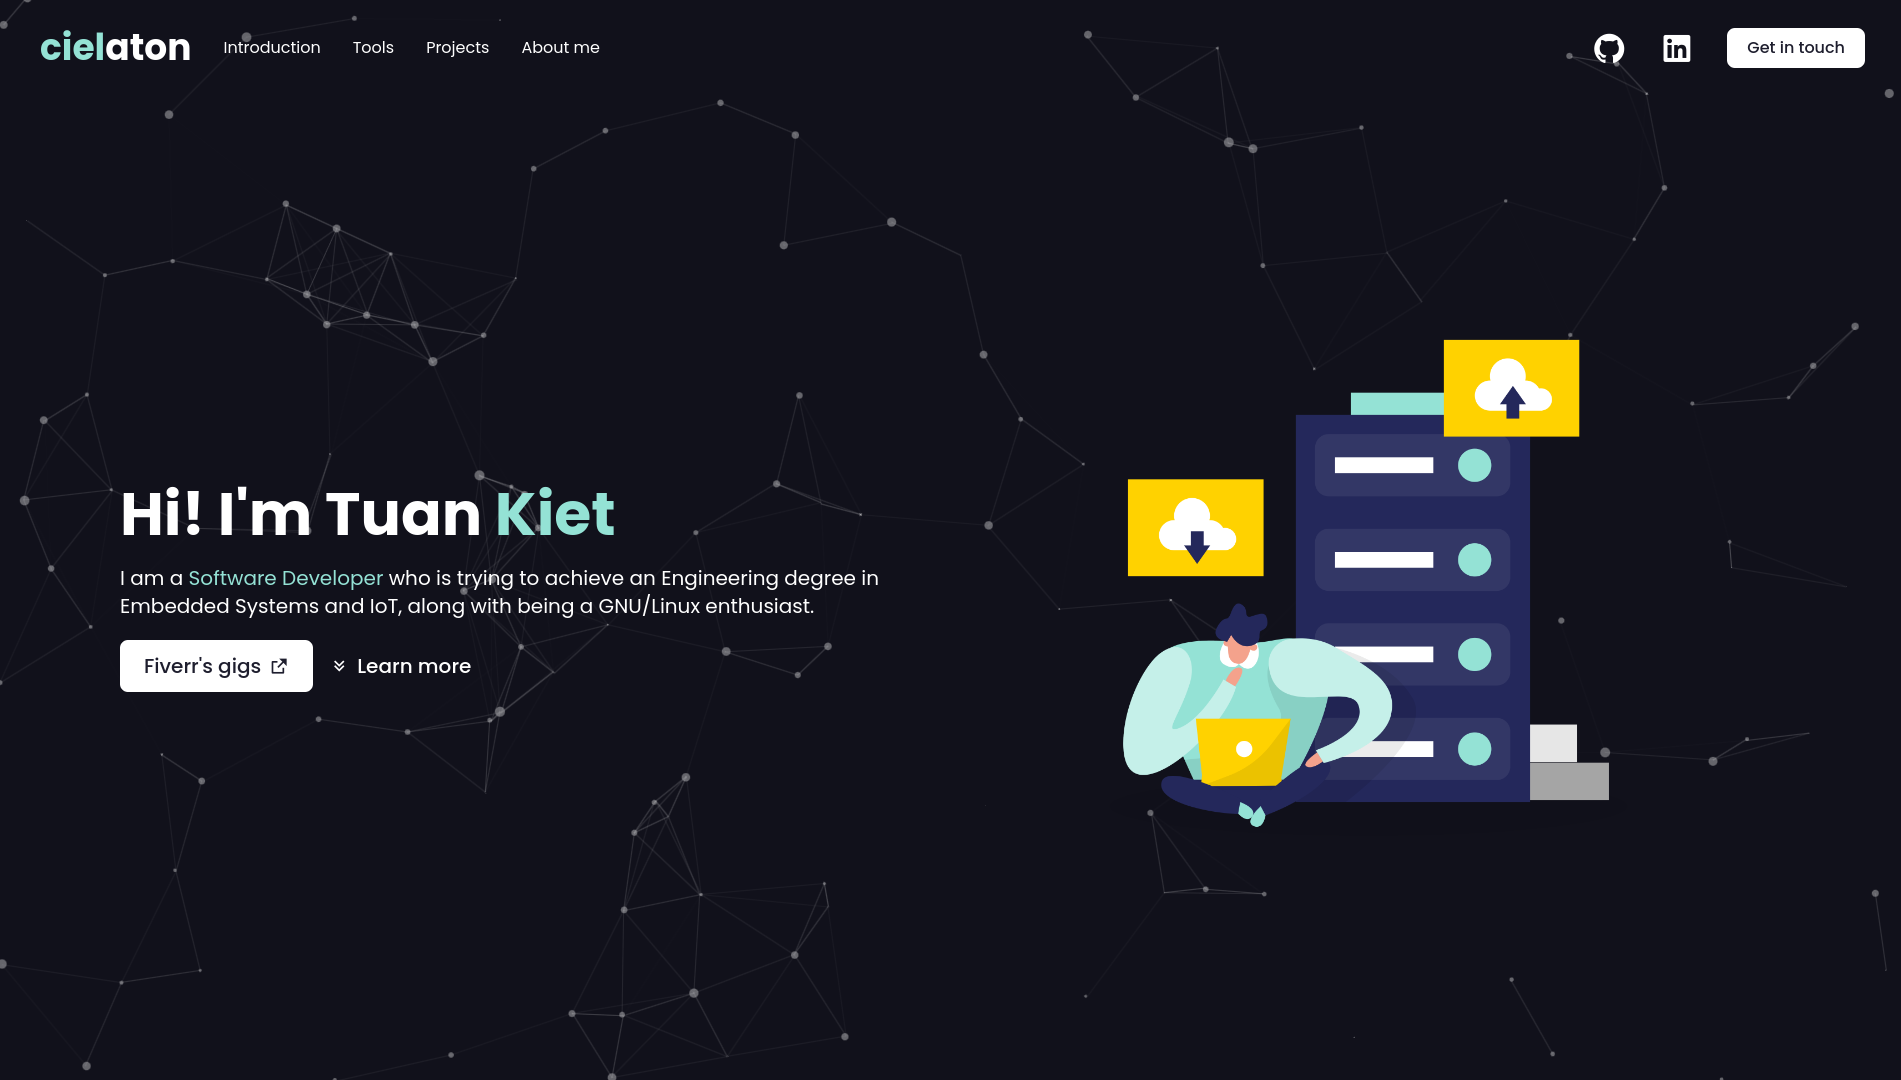 cielaton
Introduction
Tools
Projects
About me
Get in touch
Hi! I'm Tuan Kiet
I am a Software Developer who is trying to achieve an Engineering degree in
Embedded Systems and IoT, along with being a GNU/Linux enthusiast.
Fiverr's gigs
Learn more